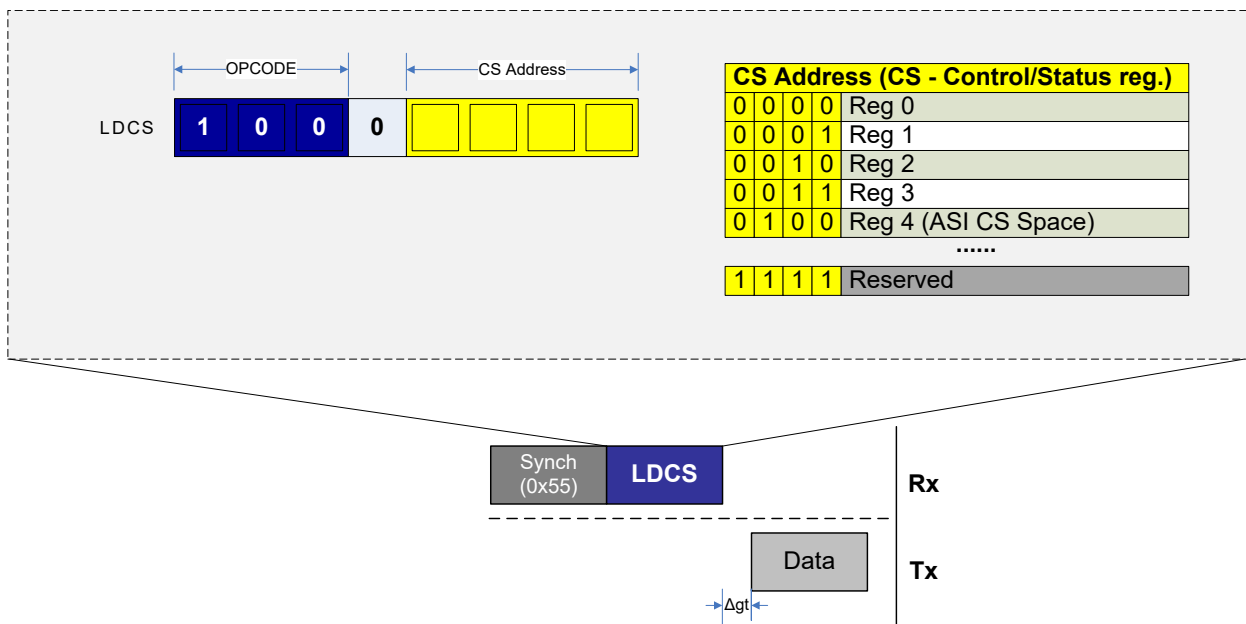 OPCODE
CS Address
LDCS 1 0 0 0
CS Address (CS - Control/Status reg.)
0 0 0 0 Reg 0
0 0 0 1 Reg 1
0 0 1 0 Reg 2
0 0 1 1 Reg 3
0 1 0 0 Reg 4 (ASI CS Space)
......
1 1 1 1 Reserved
Synch
(0x55)
LDCS
Rx
Data
Tx
Δgt